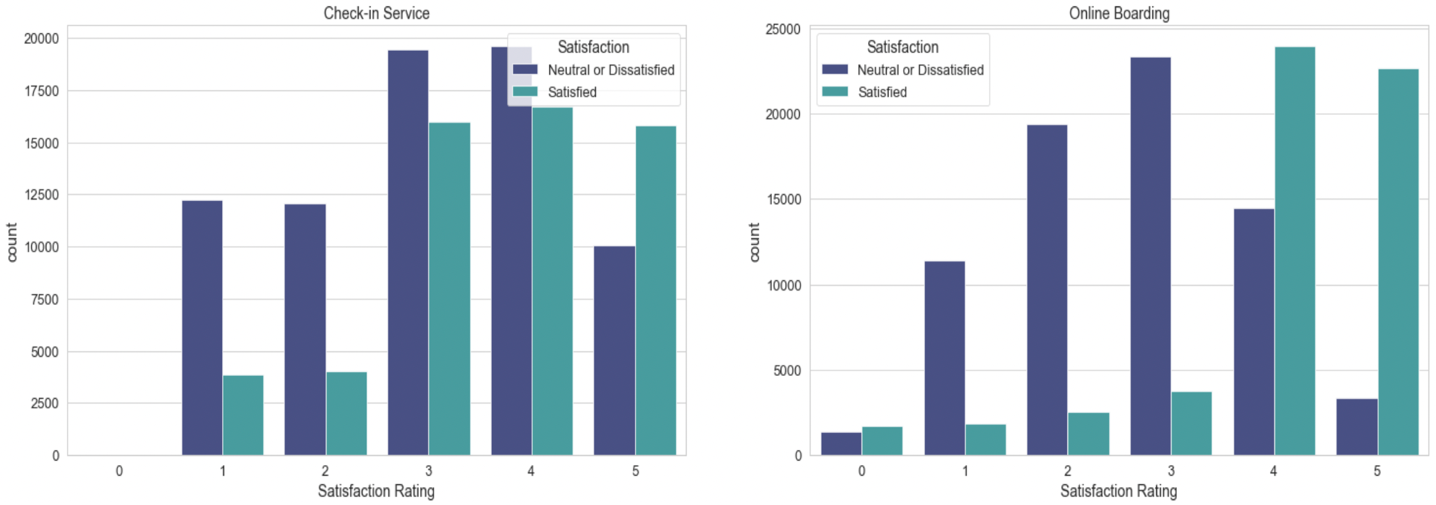 Check-in Service
20000
17500
15000
12500
10000
7500
5000
2500
0
count
Satisfaction
Neutral or Dissatisfied
Satisfied
0 1 2 3 4 5
Satisfaction Rating
Online Boarding
25000
20000
15000
10000
5000
0
count
Satisfaction
Neutral or Dissatisfied
Satisfied
0 1 2 3 4 5
Satisfaction Rating